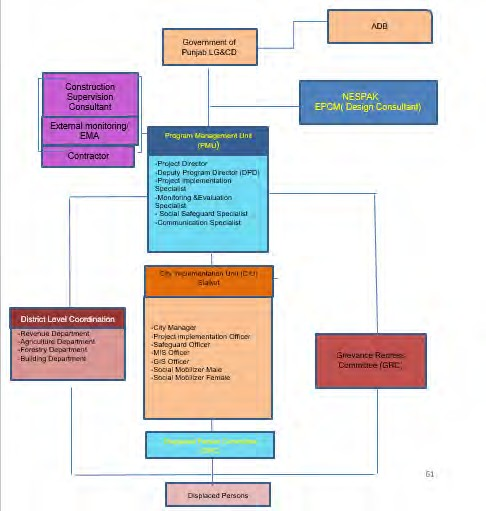 ADB
Government of
Punjab LG&CD
Construction
Supervision
Consultant
NESPAK
EPCM( Design Consultant)
External monitoring/
EMA
Contractor
Program Management Unit
(PMU)
-Project Director
-Deputy Program Director (DPD)
-Project Implementation
Specialist
-Monitoring &Evaluation
Specialist
- Social Safeguard Specialist
-Communication Specialist
City Implementation Unit (CIU)
Sialkot
District Level Coordination
-Revenue Department
-Agriculture Department
-Forestry Department
-Building Department
-City Manager
-Project implementation Officer
-Safeguard Officer
-MIS Officer
-GIS Officer
-Social Mobilizer Male
-Social Mobilizer Female
Grievance Redress
Committee (GRC)
61
Displaced Persons